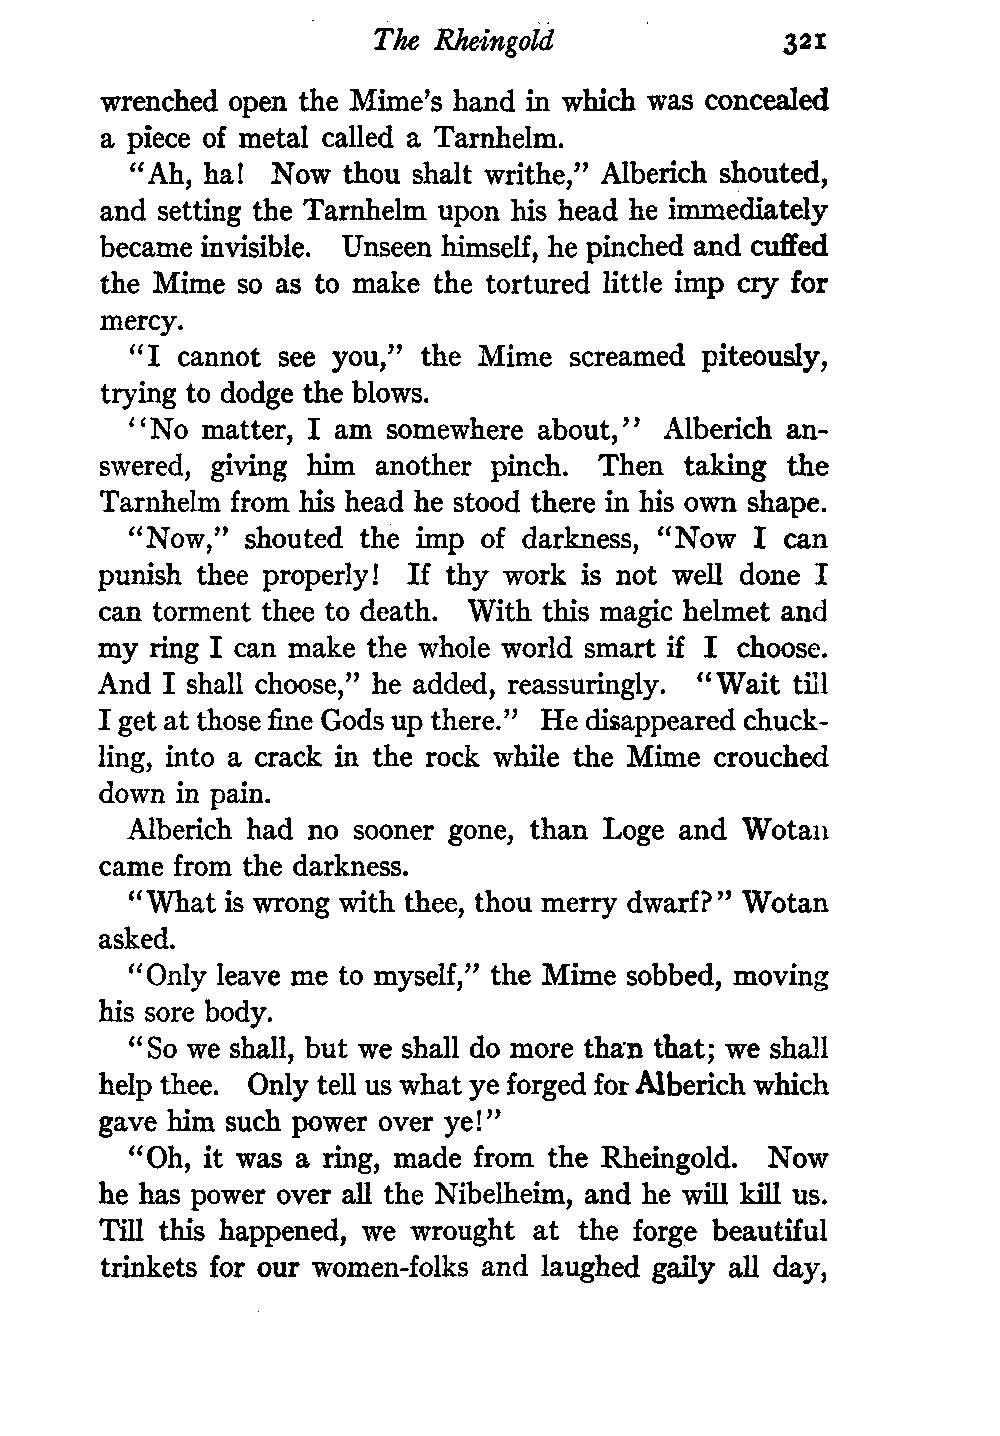 The Rheingold 321
wrenched open the Mime's hand in which was concealed
a piece of metal called a Tarnhelm.
"Ah, ha! Now thou shalt writhe," Alberich shouted,
and setting the Tarnhelm upon his head he immediately
became invisible. Unseen himself, he pinched and cuffed
the Mime so as to make the tortured little imp cry for
mercy.
"I cannot see you," the Mime screamed piteously,
trying to dodge the blows.
"No matter, I am somewhere about," Alberich an-
swered, giving him another pinch. Then taking the
Tarnhelm from his head he stood there in his own shape.
"Now," shouted the imp of darkness, "Now I can
punish thee properly! If thy work is not well done I
can torment thee to death. With this magic helmet and
my ring I can make the whole world smart if I choose.
And I shall choose," he added, reassuringly. "Wait till
I get at those fine Gods up there." He disappeared chuck-
ling, into a crack in the rock while the Mime crouched
down in pain.
Alberich had no sooner gone, than Loge and Wotan
came from the darkness.
"What is wrong with thee, thou merry dwarf?" Wotan
asked.
"Only leave me to myself," the Mime sobbed, moving
his sore body.
"So we shall, but we shall do more than that; we shall
help thee. Only tell us what ye forged for Alberich which
gave him such power over ye!"
"Oh, it was a ring, made from the Rheingold. Now
he has power over all the Nibelheim, and he will kill us.
Till this happened, we wrought at the forge beautiful
trinkets for our women-folks and laughed gaily all day,